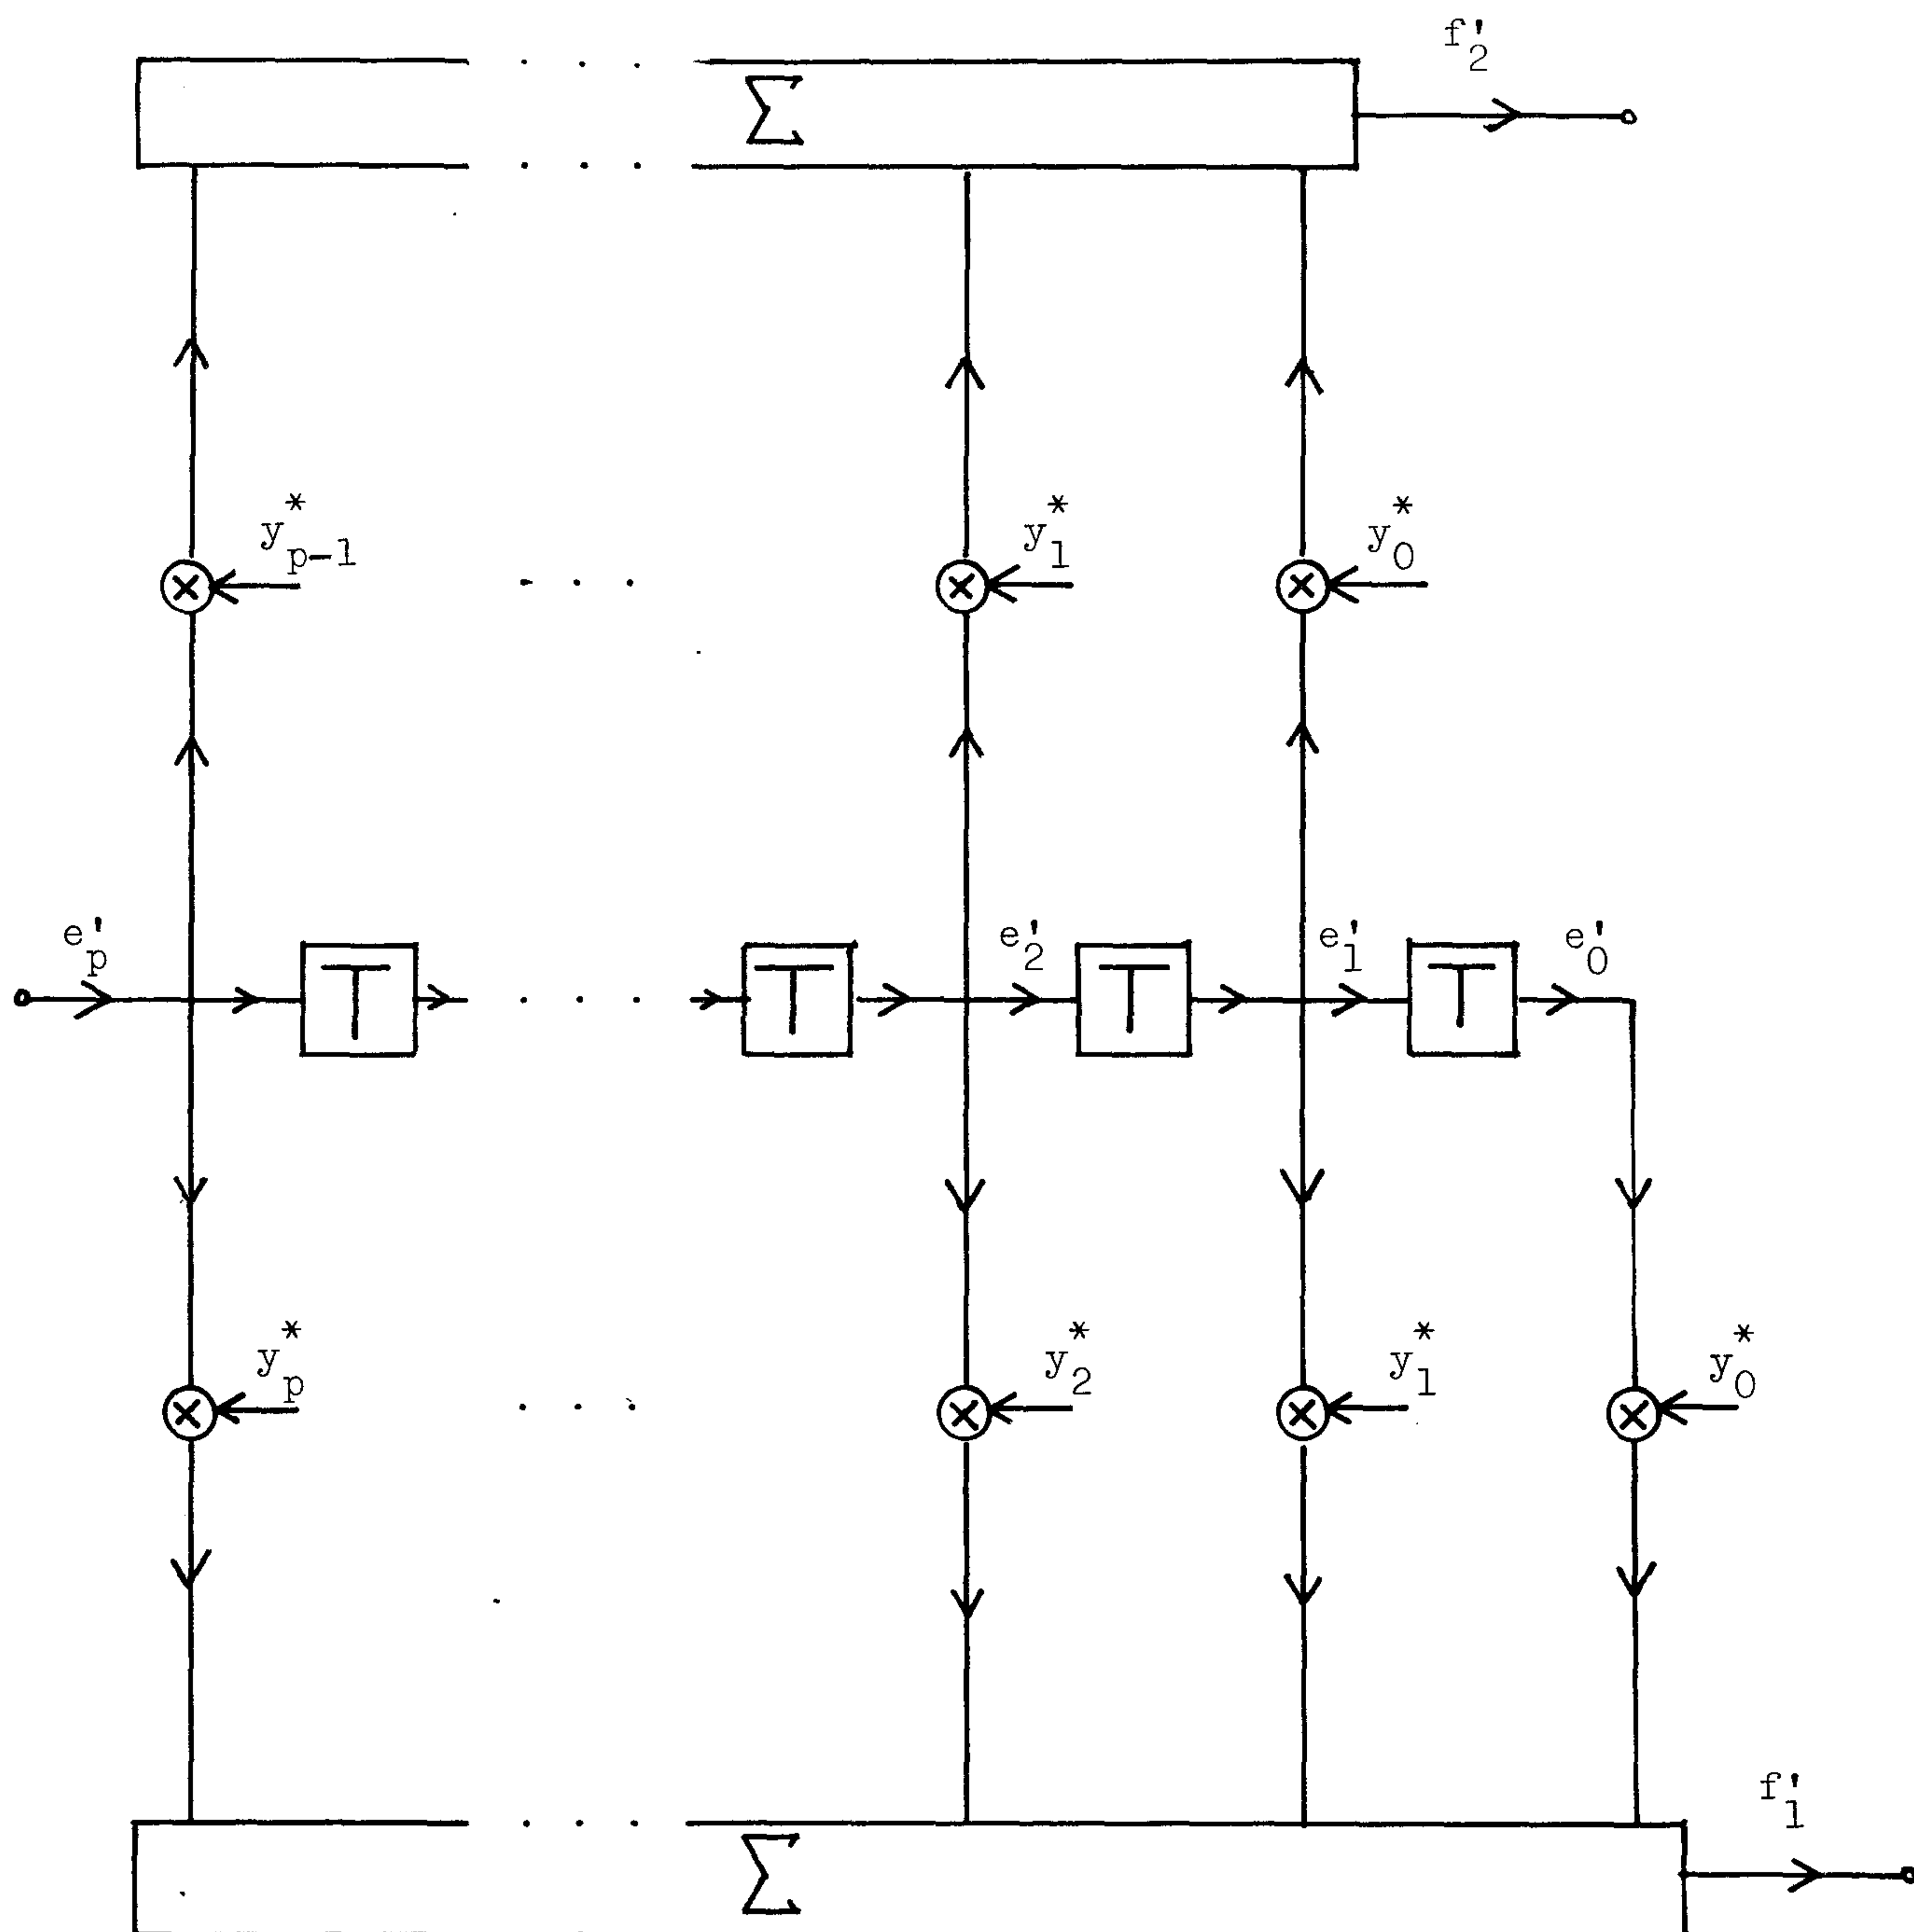 f'2
Σ
y*p-1 . . . y*1 y*0
e'p T . . . T e'2 T e'1 T e'0
y*p . . . y*2 y*1 y*0
f'1
Σ